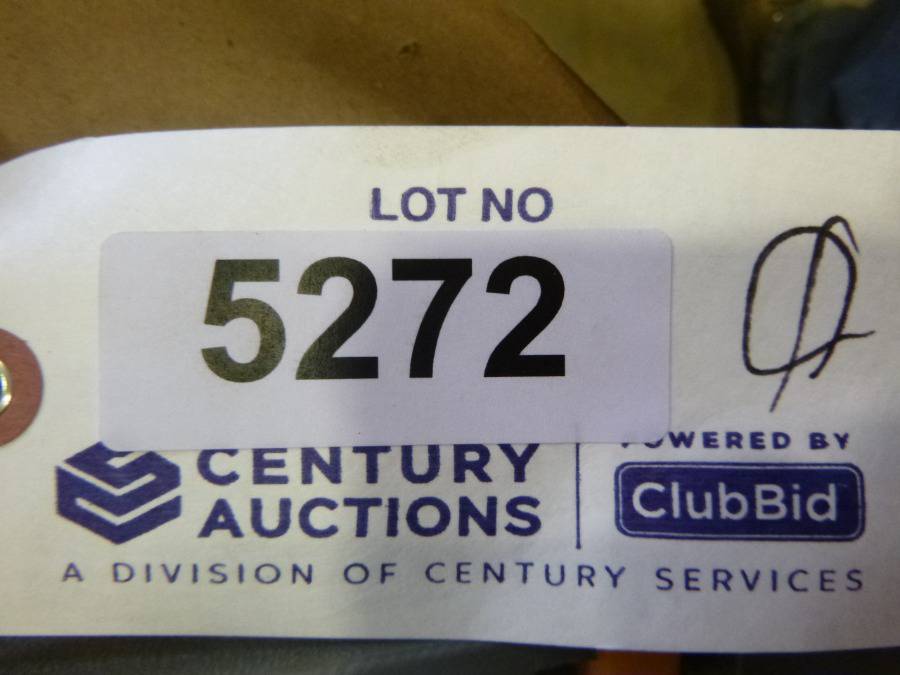 LOT NO
5272
CENTURY
AUCTIONS
POWERED BY
ClubBid
A DIVISION OF CENTURY SERVICES